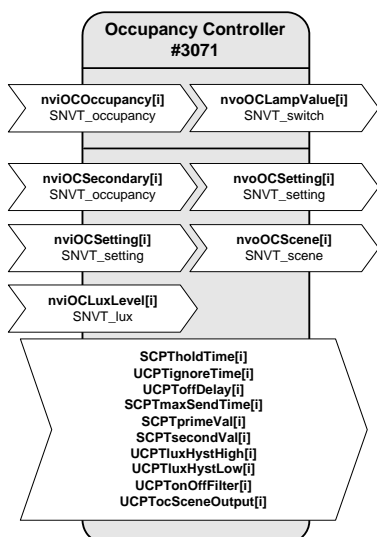 Occupancy Controller
#3071
nviOCOccupancy[i]
SNVT_occupancy
nvoOCLampValue[i]
SNVT_switch
nviOCSecondary[i]
SNVT_occupancy
nvoOCSetting[i]
SNVT_setting
nviOCSetting[i]
SNVT_setting
nvoOCScene[i]
SNVT_scene
nviOCLuxLevel[i]
SNVT_lux
SCPTholdTime[i]
UCPTignoreTime[i]
UCPToffDelay[i]
SCPTmaxSendTime[i]
SCPTprimeVal[i]
SCPTsecondVal[i]
UCPTluxHystHigh[i]
UCPTluxHystLow[i]
UCPTonOffFilter[i]
UCPTocSceneOutput[i]